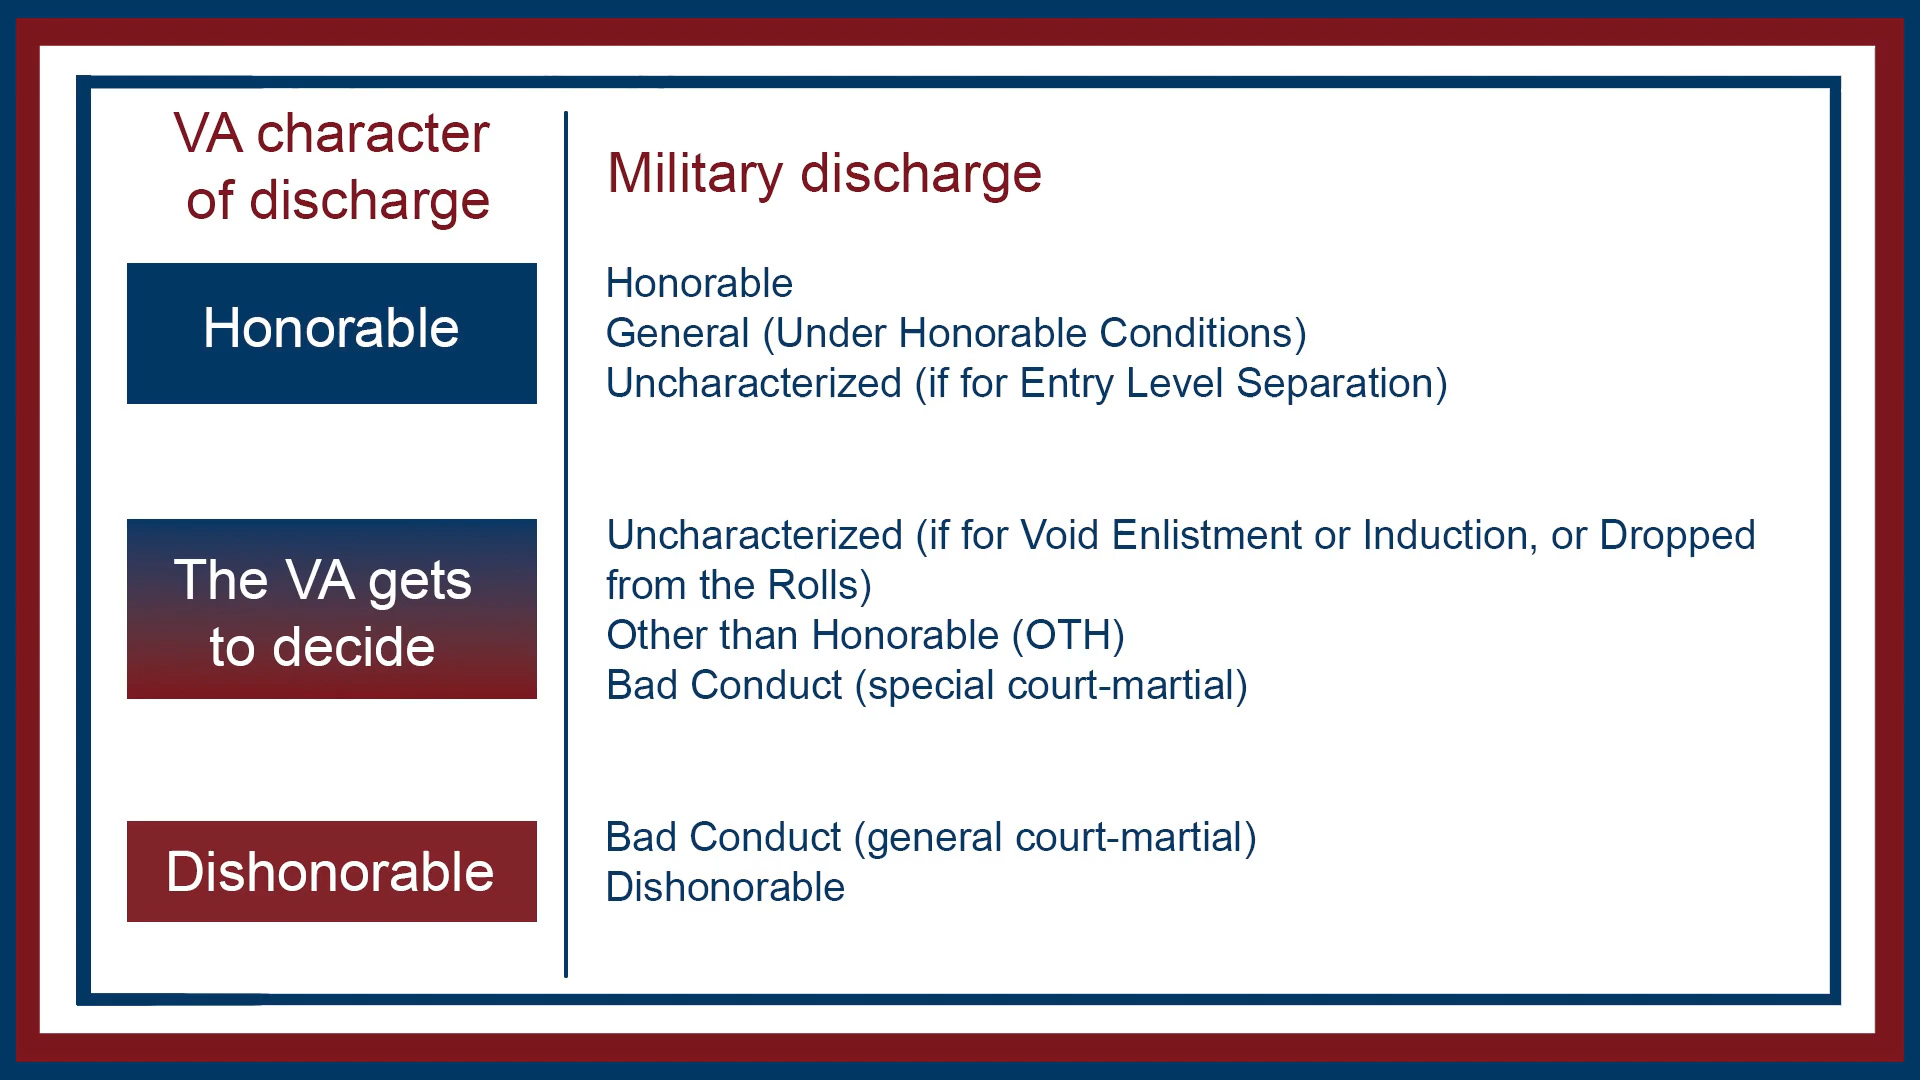 VA character
of discharge
Military discharge
Honorable
Honorable
General (Under Honorable Conditions)
Uncharacterized (if for Entry Level Separation)
The VA gets
to decide
Uncharacterized (if for Void Enlistment or Induction, or Dropped
from the Rolls)
Other than Honorable (OTH)
Bad Conduct (special court-martial)
Dishonorable
Bad Conduct (general court-martial)
Dishonorable